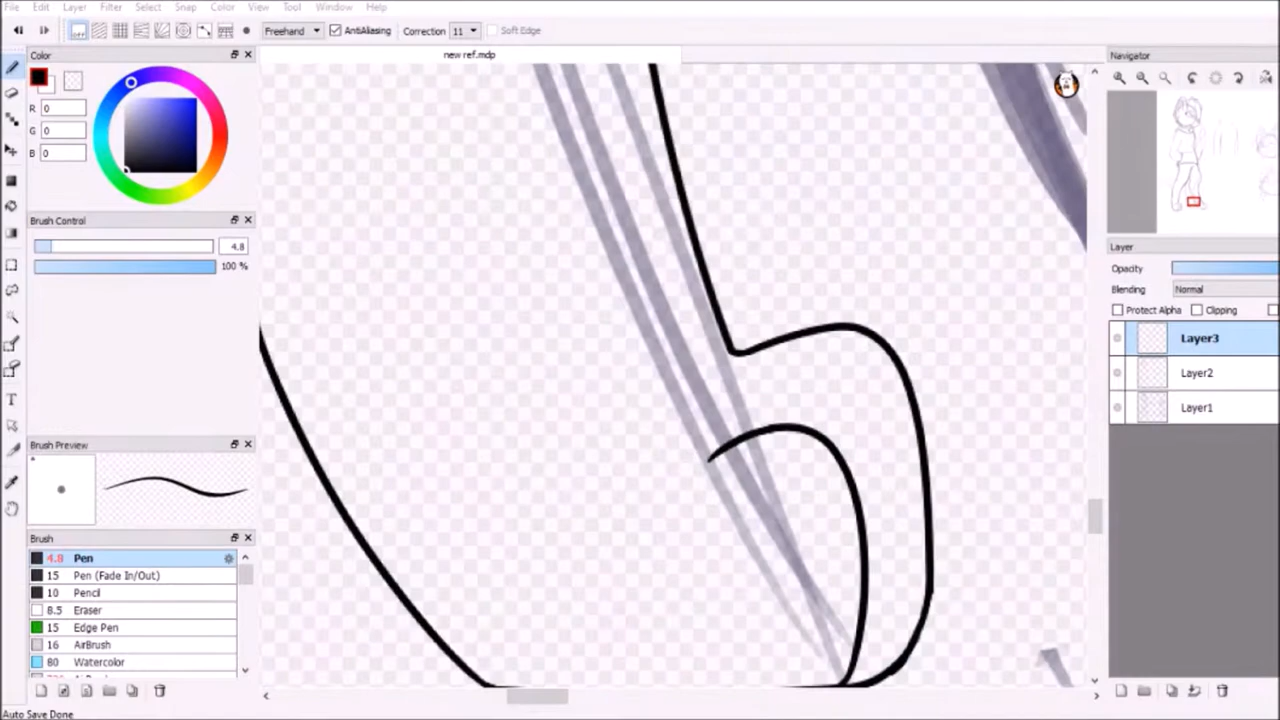 File Edit Layer Filter Select Snap Color View Tool Window Help
OFF Freehand AntiAliasing Correction 11 Soft Edge
Color
new ref.mdp
Navigator
R 0
G 0
B 0
Brush Control
4.8
100 %
Layer
Opacity
Blending Normal
Protect Alpha Clipping
Layer3
Layer2
Layer1
Brush Preview
Brush
4.8 Pen
15 Pen (Fade In/Out)
10 Pencil
8.5 Eraser
15 Edge Pen
16 AirBrush
80 Watercolor
Auto Save Done